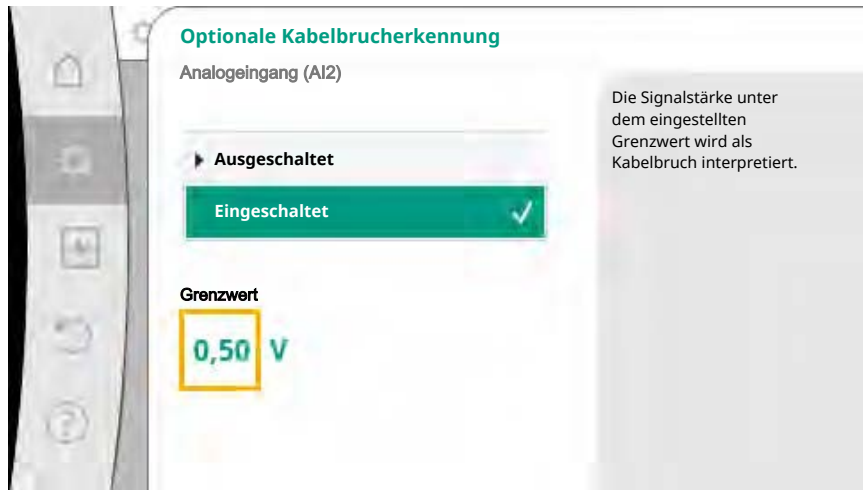 Optionale Kabelbrucherkennung
Analogeingang (AI2)
Die Signalstärke unter
dem eingestellten
Grenzwert wird als
Kabelbruch interpretiert.
Ausgeschaltet
Eingeschaltet
Grenzwert
0,50 V